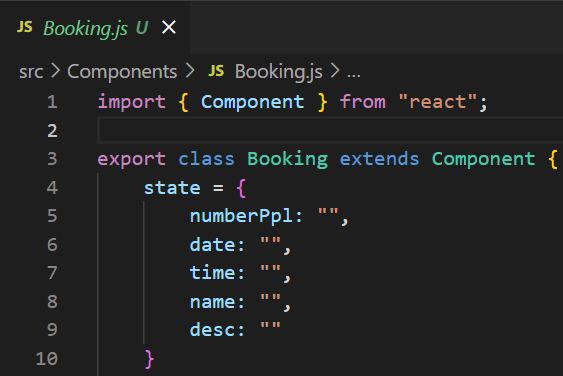 JS Booking.js U ×
src > Components > JS Booking.js > ...
1 import { Component } from "react";
2
3 export class Booking extends Component {
4     state = {
5         numberPpl: "",
6         date: "",
7         time: "",
8         name: "",
9         desc: ""
10     }